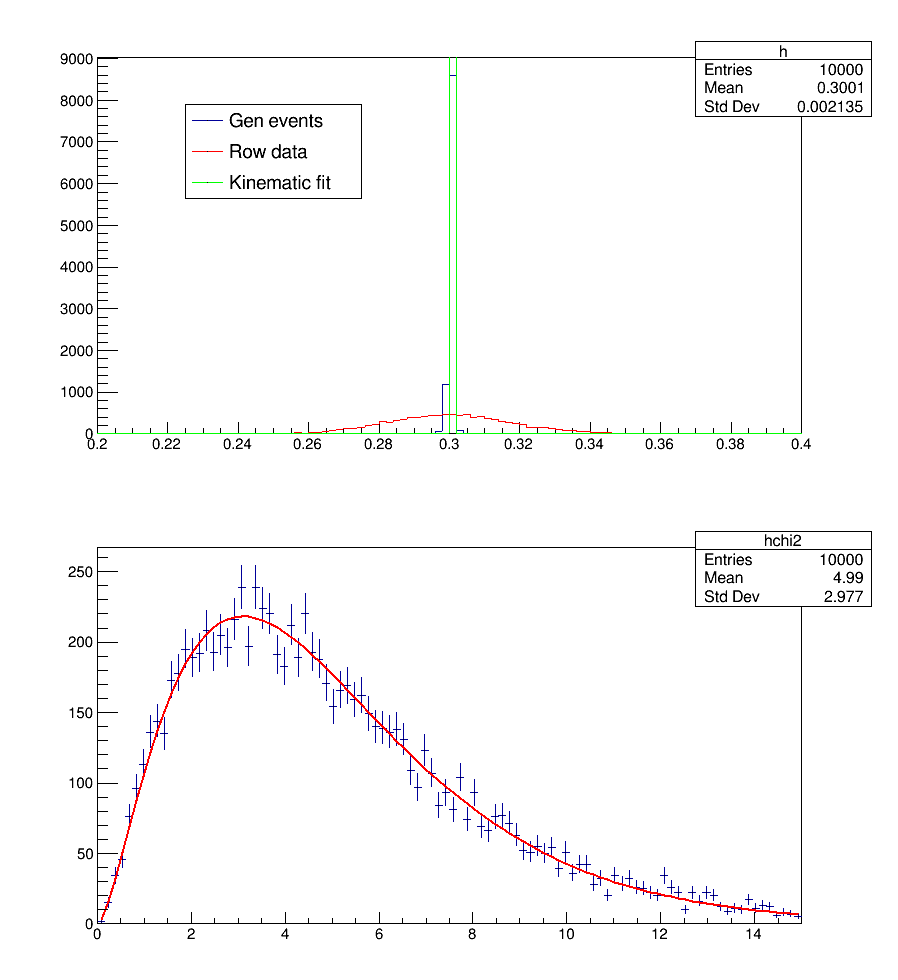 h
Entries 10000
Mean 0.3001
Std Dev 0.002135
9000
8000
7000
6000
5000
4000
3000
2000
1000
0
Gen events
Row data
Kinematic fit
0.2 0.22 0.24 0.26 0.28 0.3 0.32 0.34 0.36 0.38 0.4
hchi2
Entries 10000
Mean 4.99
Std Dev 2.977
250
200
150
100
50
0
0 2 4 6 8 10 12 14